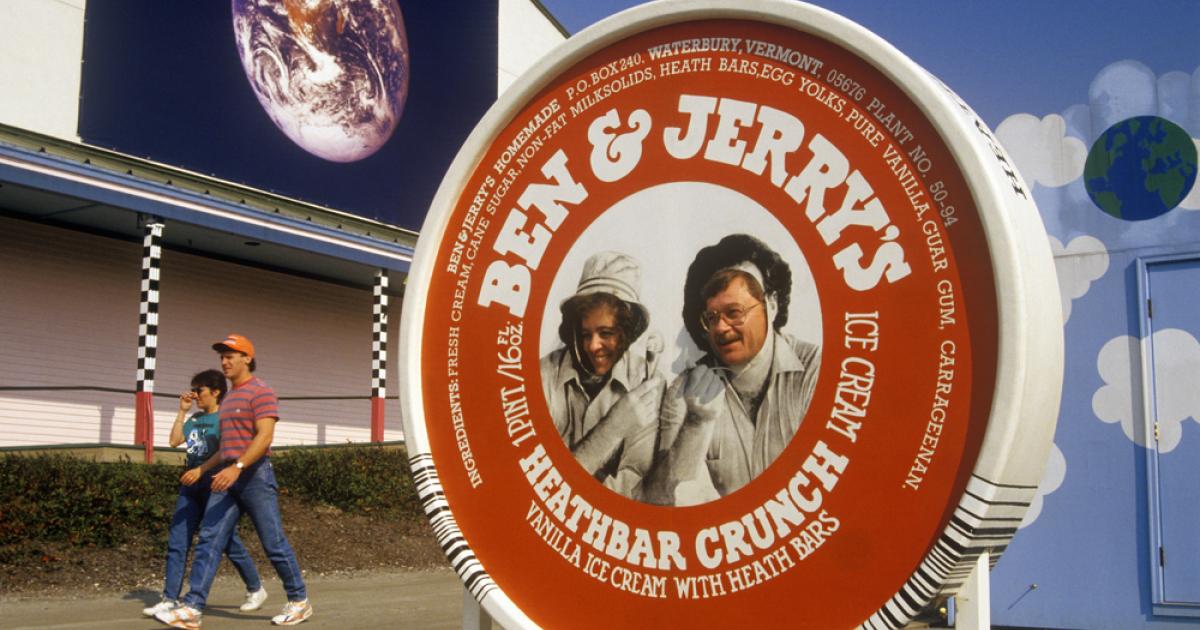 BEN & JERRY'S HOMEMADE P.O. BOX 240, WATERBURY, VERMONT, 05676 PLANT NO. 50-94
INGREDIENTS: FRESH CREAM, CANE SUGAR, NON-FAT MILKSOLIDS, HEATH BARS, EGG YOLKS, PURE VANILLA, GUAR GUM, CARRAGEENAN.
BEN & JERRY'S
ICE CREAM
1 PINT/16 FL. OZ.
HEATHBAR CRUNCH
VANILLA ICE CREAM WITH HEATH BARS